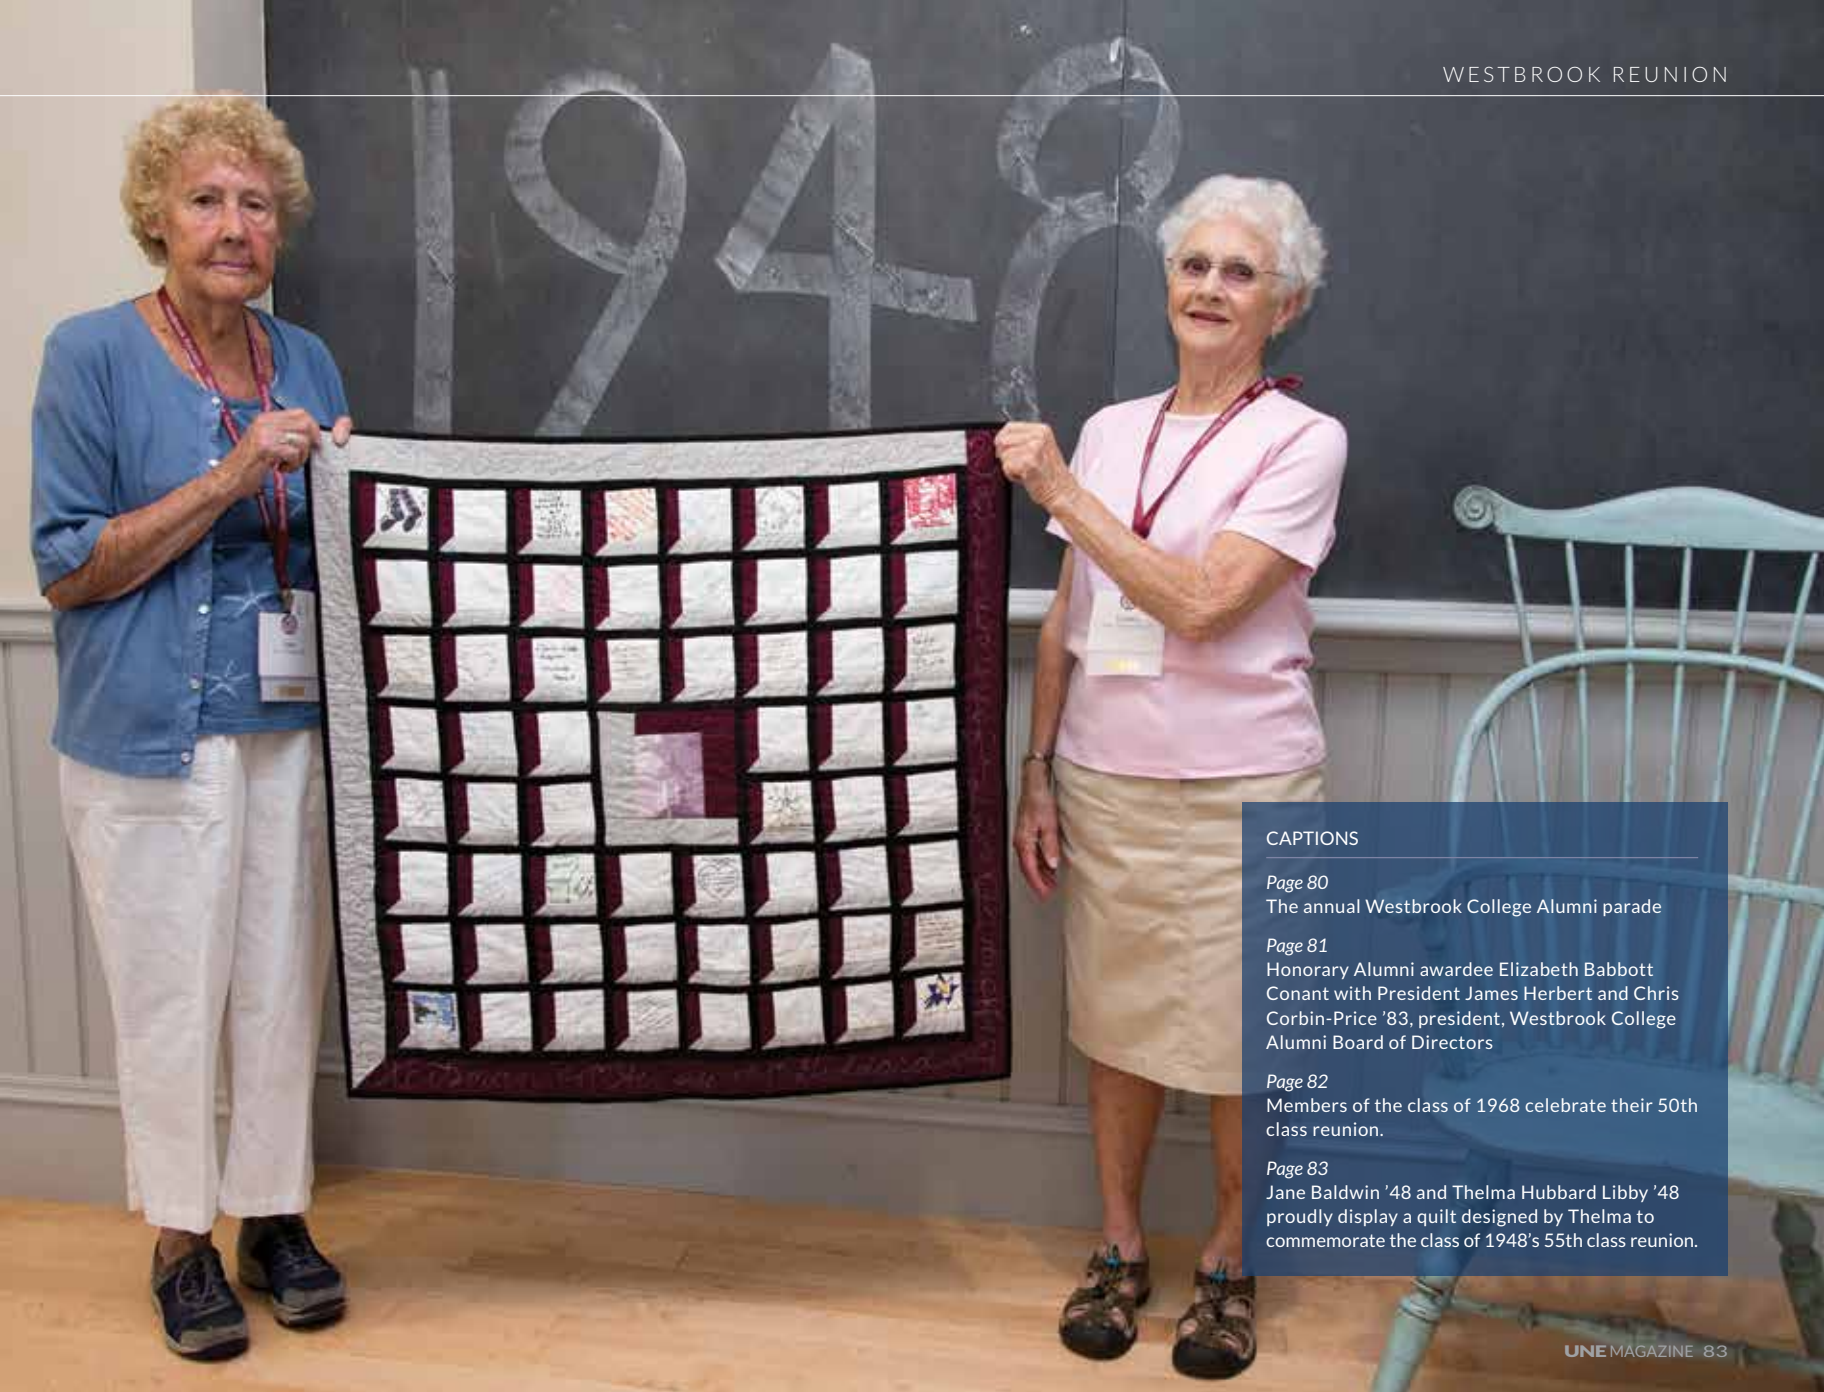 WESTBROOK REUNION
1948
CAPTIONS
Page 80
The annual Westbrook College Alumni parade
Page 81
Honorary Alumni awardee Elizabeth Babbott
Conant with President James Herbert and Chris
Corbin-Price ’83, president, Westbrook College
Alumni Board of Directors
Page 82
Members of the class of 1968 celebrate their 50th
class reunion.
Page 83
Jane Baldwin ’48 and Thelma Hubbard Libby ’48
proudly display a quilt designed by Thelma to
commemorate the class of 1948’s 55th class reunion.
UNE MAGAZINE 83